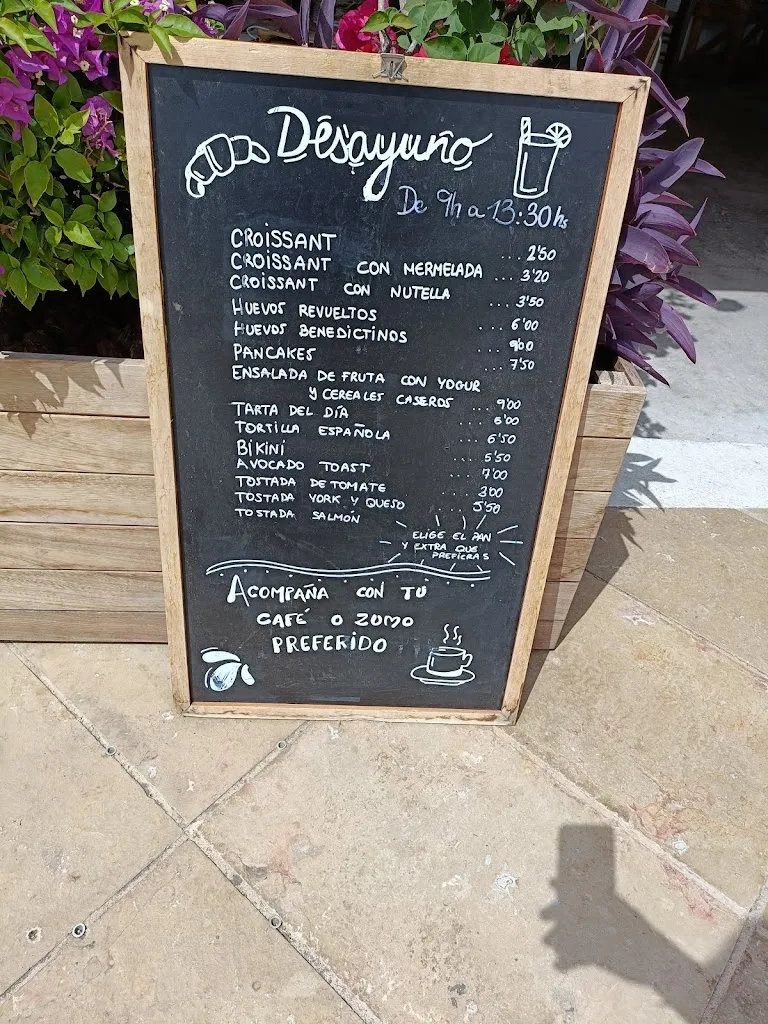 Desayuno
De 9h a 13:30hs
CROISSANT ... 2'50
CROISSANT CON MERMELADA ... 3'20
CROISSANT CON NUTELLA ... 3'50
HUEVOS REVUELTOS ... 6'00
HUEVOS BENEDICTINOS ... 9'00
PANCAKES ... 7'50
ENSALADA DE FRUTA CON YOGUR
Y CEREALES CASEROS ... 9'00
TARTA DEL DÍA ... 6'00
TORTILLA ESPAÑOLA ... 6'50
BIKINI ... 5'50
AVOCADO TOAST ... 7'00
TOSTADA DE TOMATE ... 3'00
TOSTADA YORK Y QUESO ... 5'50
TOSTADA SALMÓN
ELIGE EL PAN
Y EXTRA QUE
PREFIERAS
ACOMPAÑA CON TU
CAFÉ O ZUMO
PREFERIDO